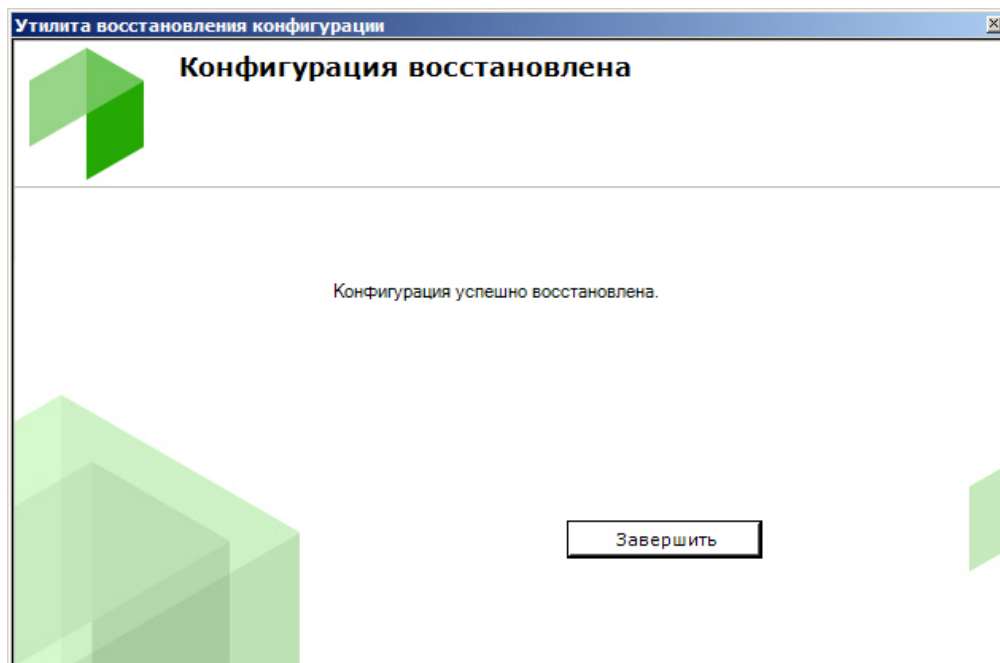 Утилита восстановления конфигурации
Конфигурация восстановлена
Конфигурация успешно восстановлена.
Завершить